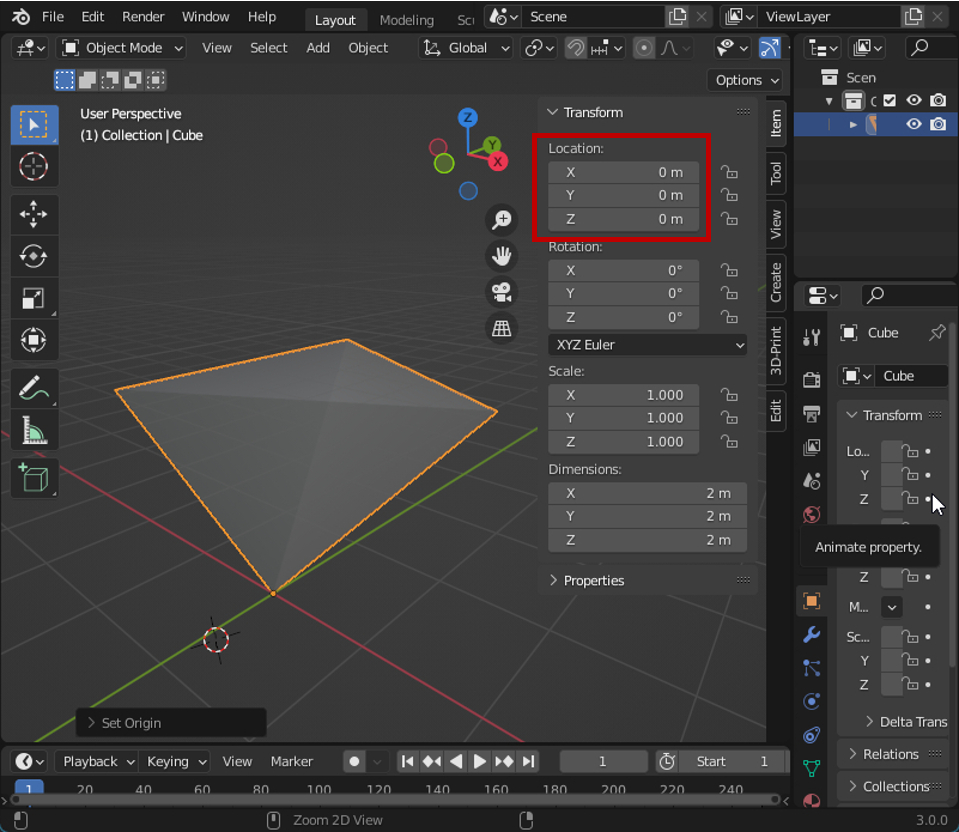 File Edit Render Window Help Layout Modeling Scu Scene ViewLayer
Object Mode View Select Add Object Global
Options
User Perspective
(1) Collection | Cube
Z
Y
X
Transform
Location:
X 0 m
Y 0 m
Z 0 m
Rotation:
X 0°
Y 0°
Z 0°
XYZ Euler
Scale:
X 1.000
Y 1.000
Z 1.000
Dimensions:
X 2 m
Y 2 m
Z 2 m
Properties
Item
Tool
View
Create
3D-Print
Edit
Set Origin
Scen
C
Cube
Cube
Transform
Lo...
Y
Z
Animate property.
Z
M...
Sc...
Y
Z
Delta Trans
Relations
Collections
Playback Keying View Marker 1 Start 1
1 20 40 60 80 100 120 140 160 180 200 220 240
Zoom 2D View 3.0.0